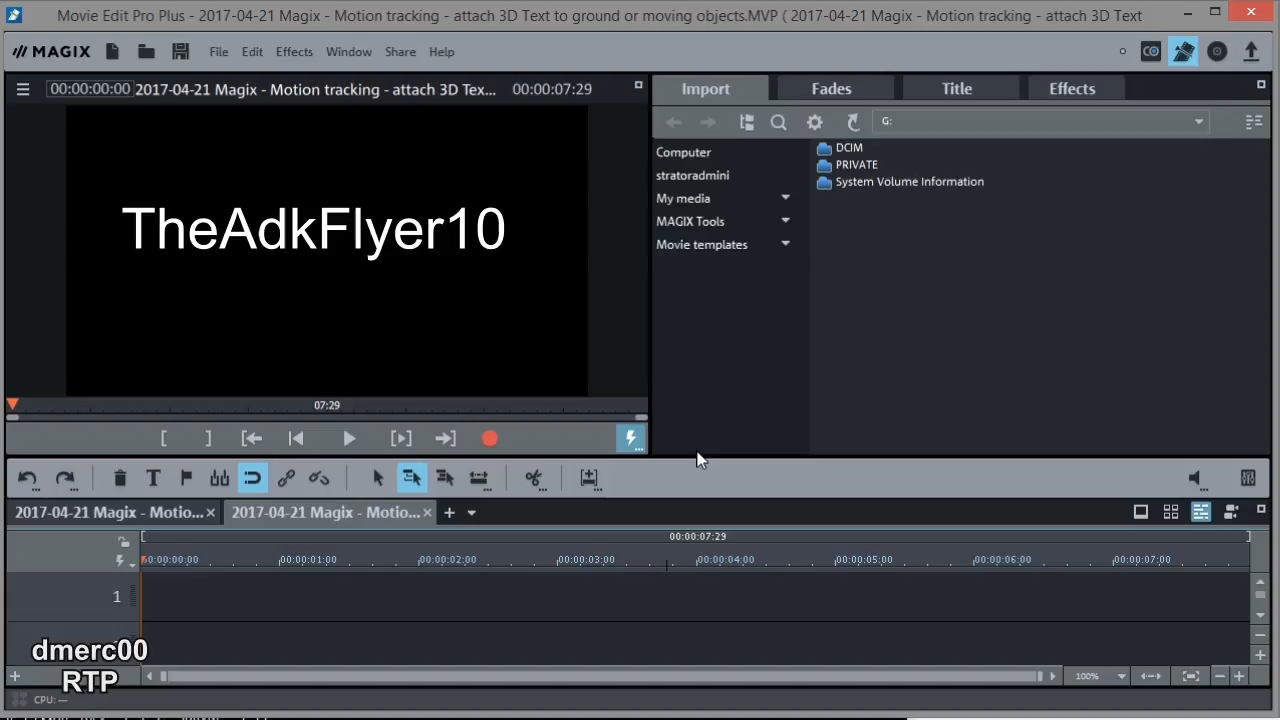 Movie Edit Pro Plus - 2017-04-21 Magix - Motion tracking - attach 3D Text to ground or moving objects.MVP ( 2017-04-21 Magix - Motion tracking - attach 3D Text
MAGIX File Edit Effects Window Share Help
00:00:00:00 2017-04-21 Magix - Motion tracking - attach 3D Tex... 00:00:07:29
Import Fades Title Effects
G:
TheAdkFlyer10
Computer
stratoradmini
My media
MAGIX Tools
Movie templates
DCIM
PRIVATE
System Volume Information
07:29
2017-04-21 Magix - Motio... × 2017-04-21 Magix - Motio... ×
00:00:07:29
00:00:00:00 00:00:01:00 00:00:02:00 00:00:03:00 00:00:04:00 00:00:05:00 00:00:06:00 00:00:07:00
1
dmerc00
RTP
100%
CPU: —